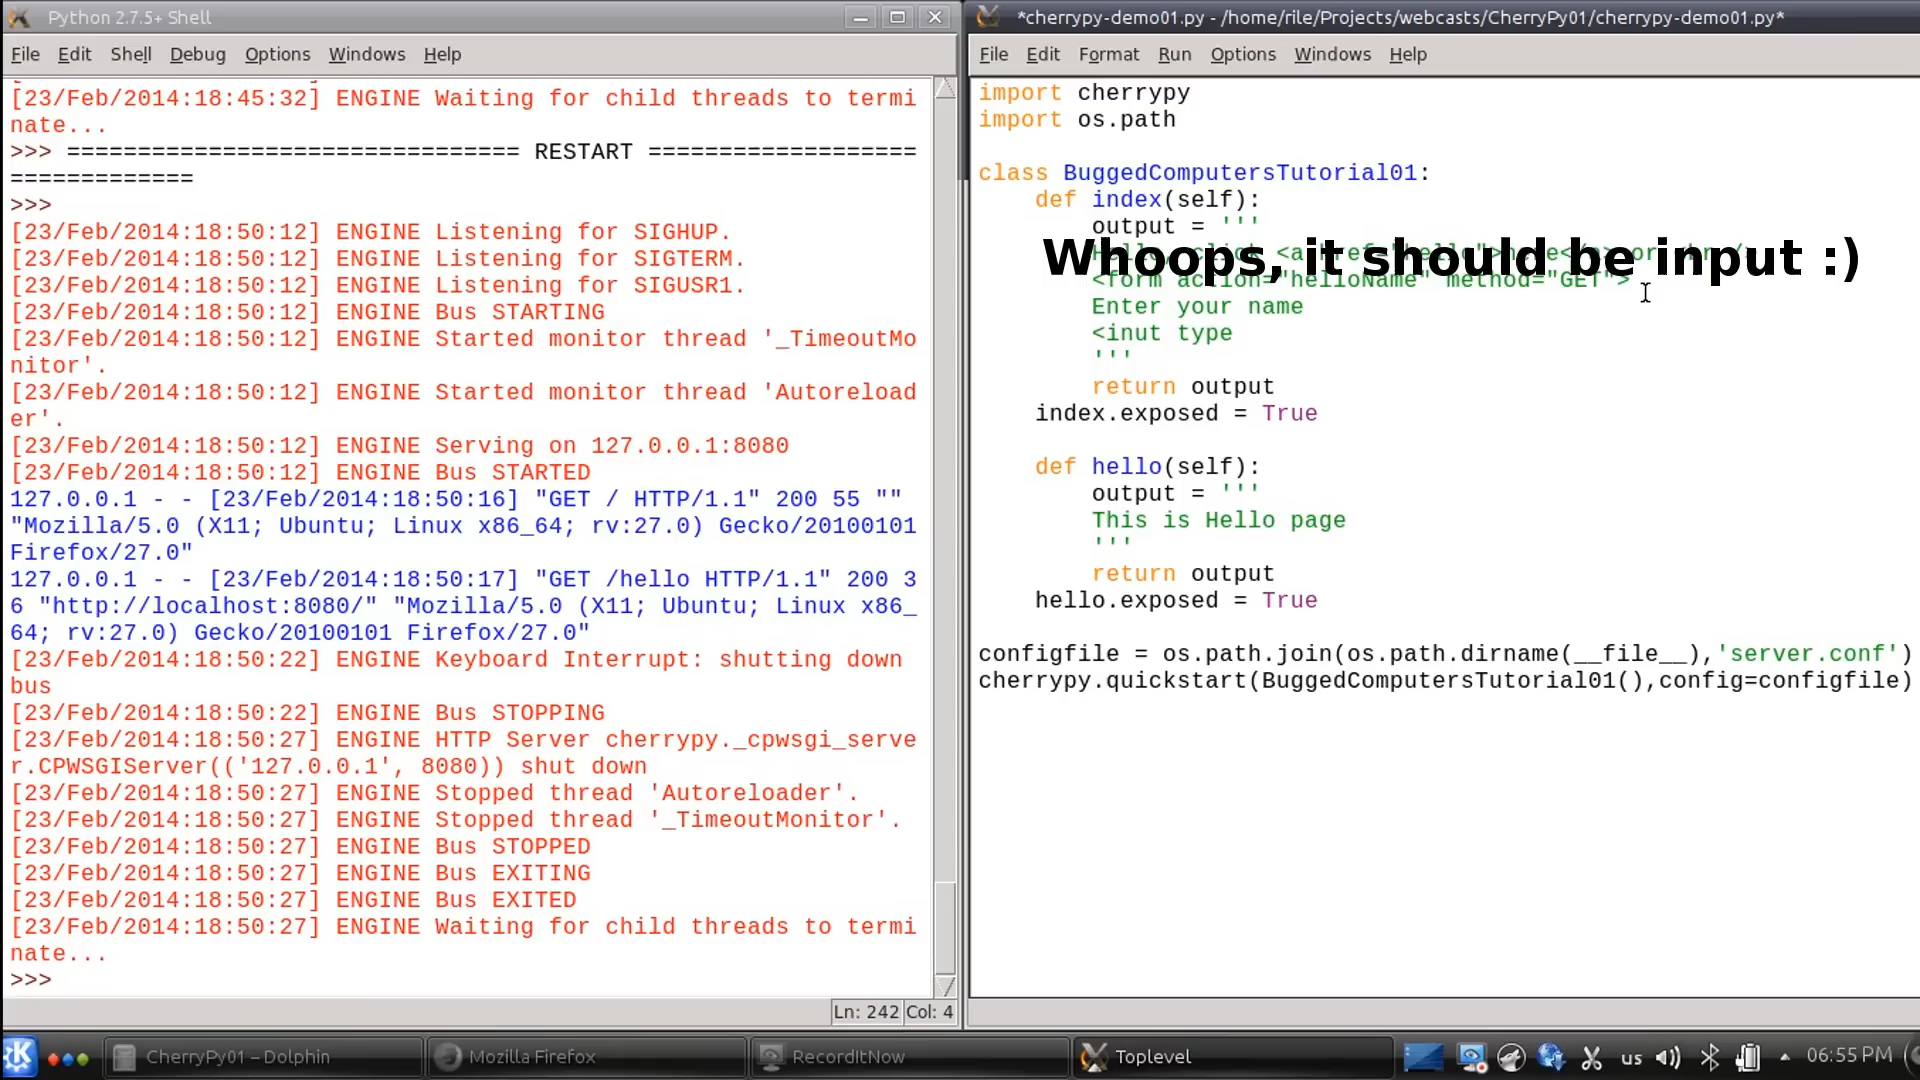 Python 2.7.5+ Shell
File Edit Shell Debug Options Windows Help
[23/Feb/2014:18:45:32] ENGINE Waiting for child threads to termi
nate...
>>> ================================ RESTART ===================
=============
>>>
[23/Feb/2014:18:50:12] ENGINE Listening for SIGHUP.
[23/Feb/2014:18:50:12] ENGINE Listening for SIGTERM.
[23/Feb/2014:18:50:12] ENGINE Listening for SIGUSR1.
[23/Feb/2014:18:50:12] ENGINE Bus STARTING
[23/Feb/2014:18:50:12] ENGINE Started monitor thread '_TimeoutMo
nitor'.
[23/Feb/2014:18:50:12] ENGINE Started monitor thread 'Autoreload
er'.
[23/Feb/2014:18:50:12] ENGINE Serving on 127.0.0.1:8080
[23/Feb/2014:18:50:12] ENGINE Bus STARTED
127.0.0.1 - - [23/Feb/2014:18:50:16] "GET / HTTP/1.1" 200 55 ""
"Mozilla/5.0 (X11; Ubuntu; Linux x86_64; rv:27.0) Gecko/20100101
Firefox/27.0"
127.0.0.1 - - [23/Feb/2014:18:50:17] "GET /hello HTTP/1.1" 200 3
6 "http://localhost:8080/" "Mozilla/5.0 (X11; Ubuntu; Linux x86_
64; rv:27.0) Gecko/20100101 Firefox/27.0"
[23/Feb/2014:18:50:22] ENGINE Keyboard Interrupt: shutting down
bus
[23/Feb/2014:18:50:22] ENGINE Bus STOPPING
[23/Feb/2014:18:50:27] ENGINE HTTP Server cherrypy._cpwsgi_serve
r.CPWSGIServer(('127.0.0.1', 8080)) shut down
[23/Feb/2014:18:50:27] ENGINE Stopped thread 'Autoreloader'.
[23/Feb/2014:18:50:27] ENGINE Stopped thread '_TimeoutMonitor'.
[23/Feb/2014:18:50:27] ENGINE Bus STOPPED
[23/Feb/2014:18:50:27] ENGINE Bus EXITING
[23/Feb/2014:18:50:27] ENGINE Bus EXITED
[23/Feb/2014:18:50:27] ENGINE Waiting for child threads to termi
nate...
>>>
Ln: 242 Col: 4
*cherrypy-demo01.py - /home/rile/Projects/webcasts/CherryPy01/cherrypy-demo01.py*
File Edit Format Run Options Windows Help
import cherrypy
import os.path
class BuggedComputersTutorial01:
def index(self):
output = '''
Whoops, it should be input :)
<form action="helloName" method="GET">
Enter your name
<inut type
'''
return output
index.exposed = True
def hello(self):
output = '''
This is Hello page
'''
return output
hello.exposed = True
configfile = os.path.join(os.path.dirname(__file__),'server.conf')
cherrypy.quickstart(BuggedComputersTutorial01(),config=configfile)
CherryPy01 – Dolphin
Mozilla Firefox
RecordItNow
Toplevel
us
06:55 PM